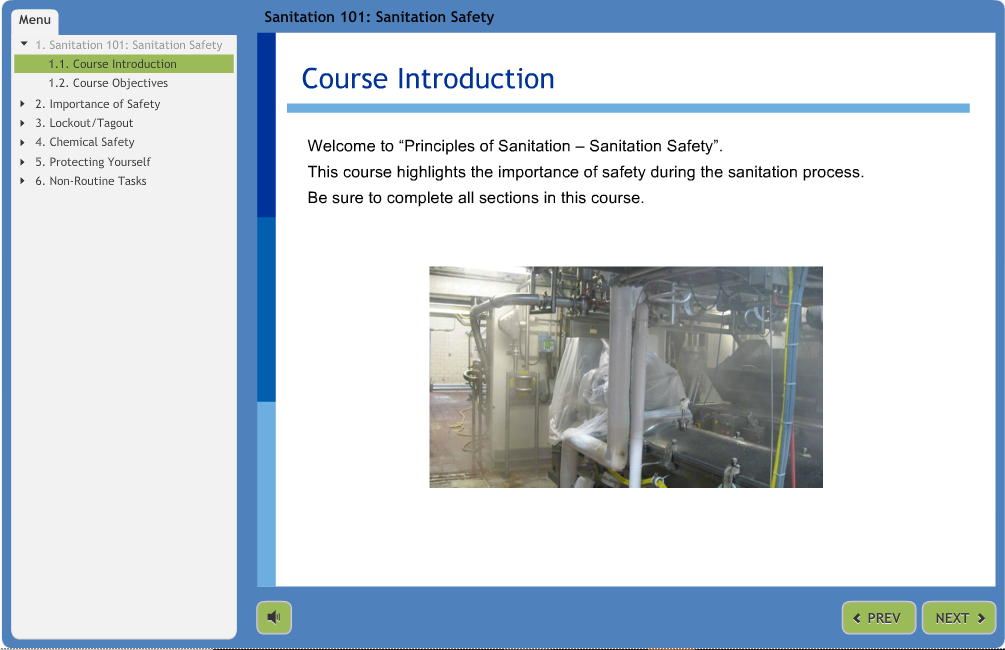 Menu
Sanitation 101: Sanitation Safety
1. Sanitation 101: Sanitation Safety
1.1. Course Introduction
1.2. Course Objectives
2. Importance of Safety
3. Lockout/Tagout
4. Chemical Safety
5. Protecting Yourself
6. Non-Routine Tasks
Course Introduction
Welcome to “Principles of Sanitation – Sanitation Safety”.
This course highlights the importance of safety during the sanitation process.
Be sure to complete all sections in this course.
PREV
NEXT